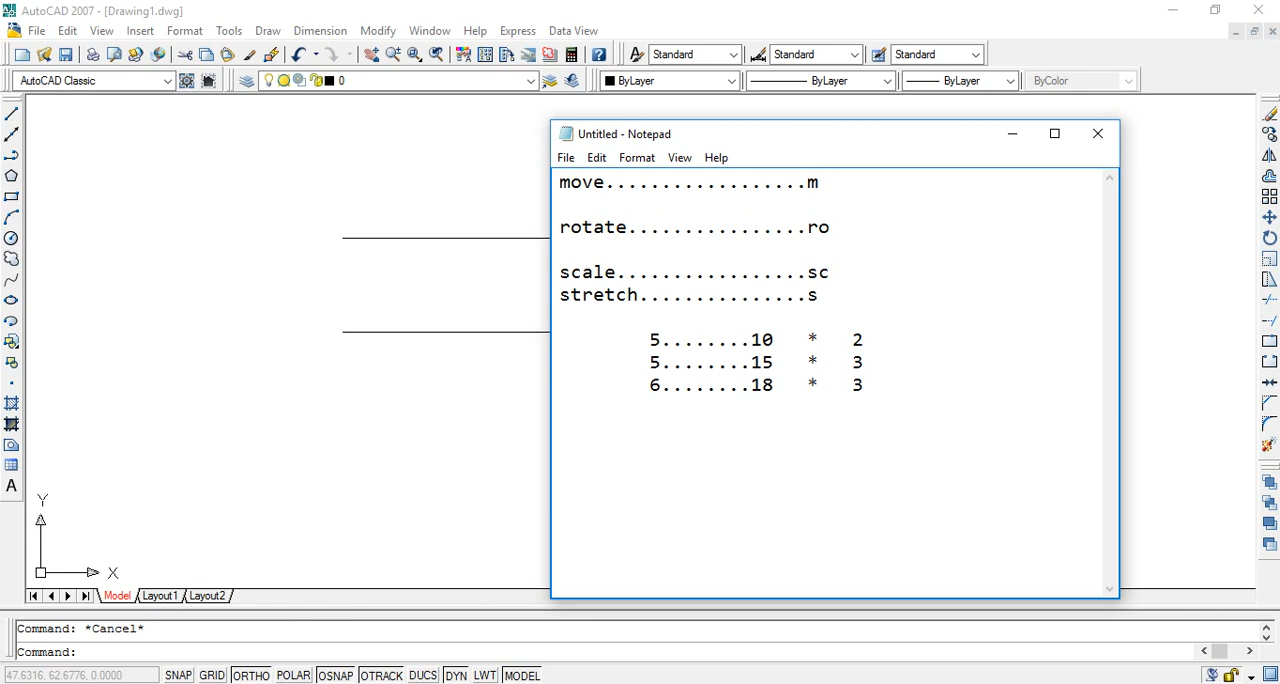 AutoCAD 2007 - [Drawing1.dwg]
File Edit View Insert Format Tools Draw Dimension Modify Window Help Express Data View
Standard Standard Standard
AutoCAD Classic 0 ByLayer ByLayer ByLayer ByColor
Untitled - Notepad
File Edit Format View Help
move..................m
rotate................ro
scale.................sc
stretch...............s
5........10 * 2
5........15 * 3
6........18 * 3
A
Y
X
Model Layout1 Layout2
Command: *Cancel*
Command:
47.6316, 62.6776, 0.0000 SNAP GRID ORTHO POLAR OSNAP OTRACK DUCS DYN LWT MODEL